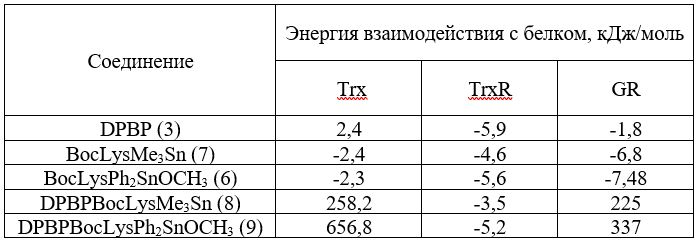 Соединение
Энергия взаимодействия с белком, кДж/моль
Trx TrxR GR
DPBP (3) 2,4 -5,9 -1,8
BocLysMe₃Sn (7) -2,4 -4,6 -6,8
BocLysPh₂SnOCH₃ (6) -2,3 -5,6 -7,48
DPBPBocLysMe₃Sn (8) 258,2 -3,5 225
DPBPBocLysPh₂SnOCH₃ (9) 656,8 -5,2 337